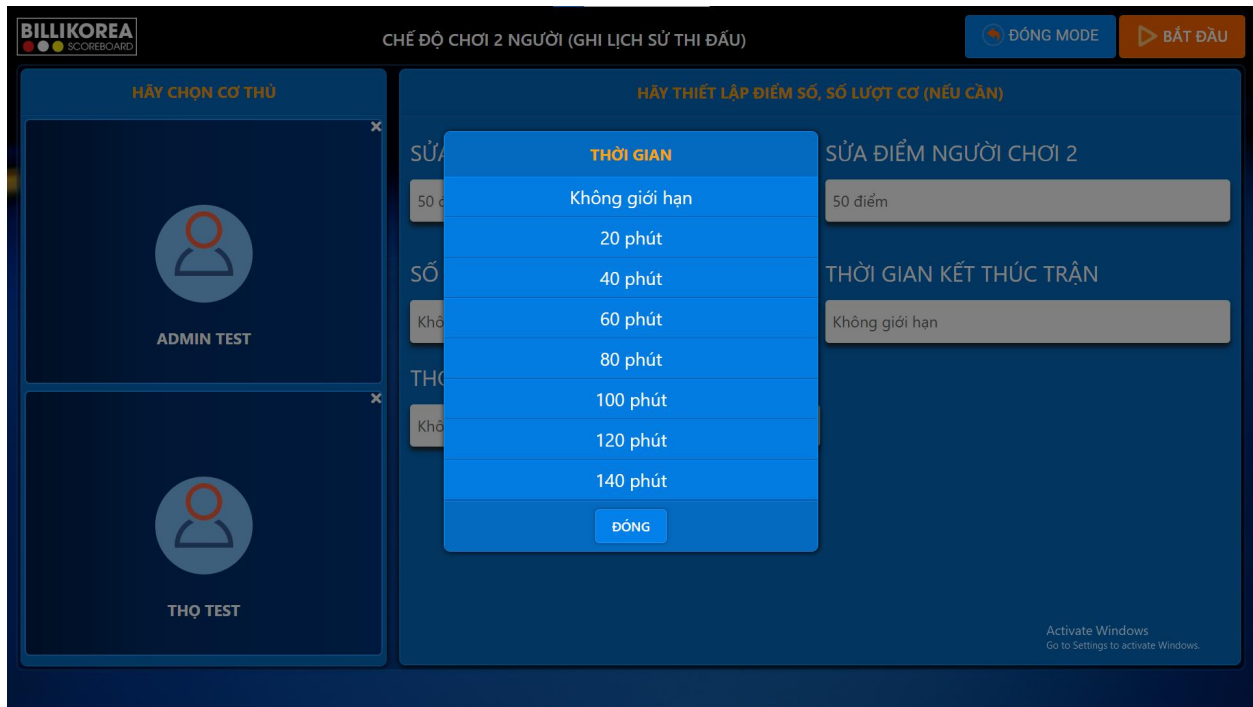 BILLIKOREA
SCOREBOARD
CHẾ ĐỘ CHƠI 2 NGƯỜI (GHI LỊCH SỬ THI ĐẤU)
ĐÓNG MODE
BẮT ĐẦU
HÃY CHỌN CƠ THỦ
ADMIN TEST
THỌ TEST
HÃY THIẾT LẬP ĐIỂM SỐ, SỐ LƯỢT CƠ (NẾU CẦN)
SỬA ĐIỂM NGƯỜI CHƠI 2
50
50 điểm
SỐ
THỜI GIAN KẾT THÚC TRẬN
Không giới hạn
THỜI GIAN
Không giới hạn
20 phút
40 phút
60 phút
80 phút
100 phút
120 phút
140 phút
ĐÓNG
Activate Windows
Go to Settings to activate Windows.